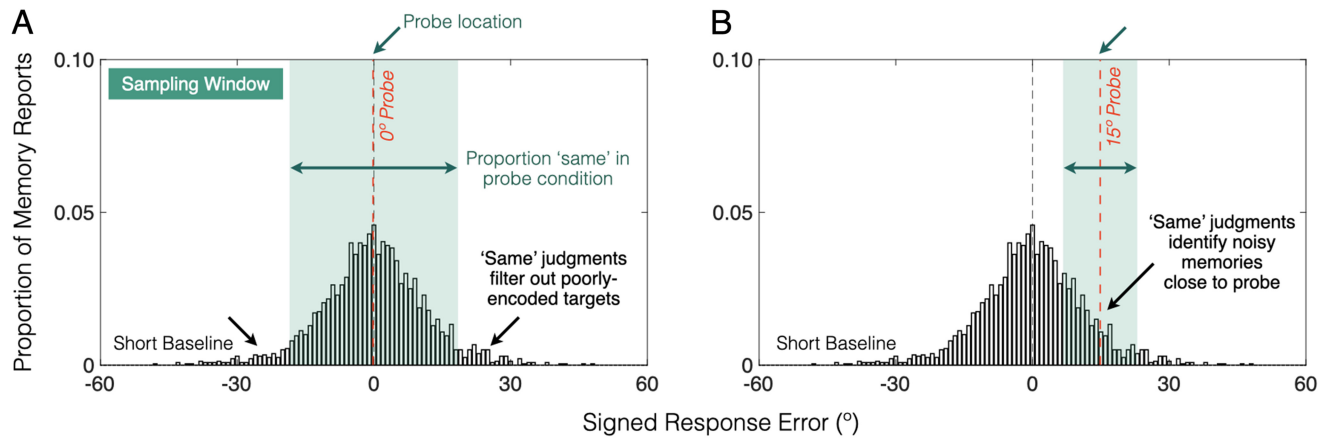 A
Probe location
Proportion of Memory Reports
0.10
0.05
0
Sampling Window
0º Probe
Proportion ‘same’ in
probe condition
‘Same’ judgments
filter out poorly-
encoded targets
Short Baseline
-60
-30
0
30
60
B
0.10
0.05
0
15º Probe
‘Same’ judgments
identify noisy
memories
close to probe
Short Baseline
-60
-30
0
30
60
Signed Response Error (º)